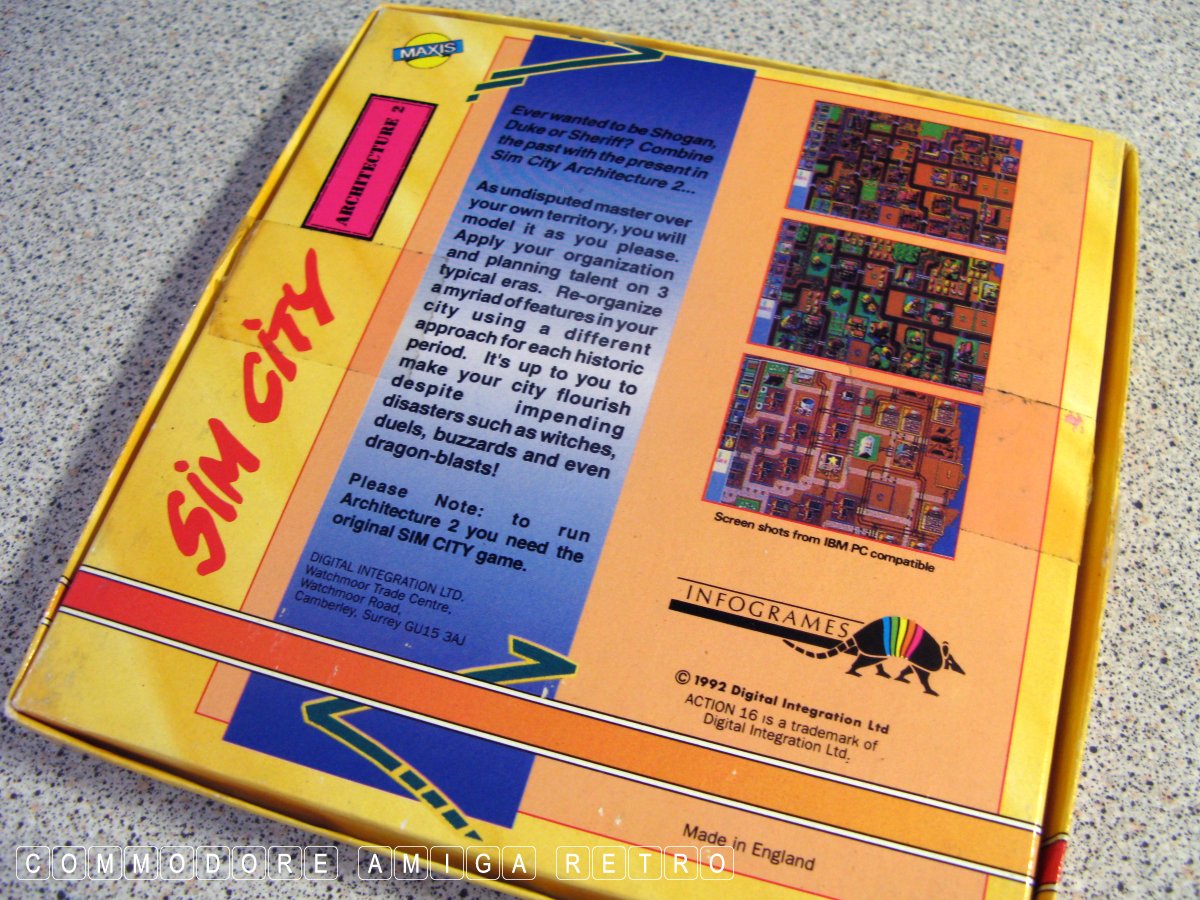 MAXIS
ARCHITECTURE 2
SiM CiTY
Ever wanted to be Shogan,
Duke or Sheriff? Combine
the past with the present in
Sim City Architecture 2...
As undisputed master over
your own territory, you will
model it as you please.
Apply your organization
and planning talent on 3
typical eras. Re-organize
a myriad of features in your
city using a different
approach for each historic
period. It's up to you to
make your city flourish
despite impending
disasters such as witches,
duels, buzzards and even
dragon-blasts!
Please Note: to run
Architecture 2 you need the
original SIM CITY game.
DIGITAL INTEGRATION LTD.
Watchmoor Trade Centre,
Watchmoor Road,
Camberley, Surrey GU15 3AJ
Screen shots from IBM PC compatible
INFOGRAMES
© 1992 Digital Integration Ltd
ACTION 16 is a trademark of
Digital Integration Ltd.
Made in England
COMMODORE AMIGA RETRO